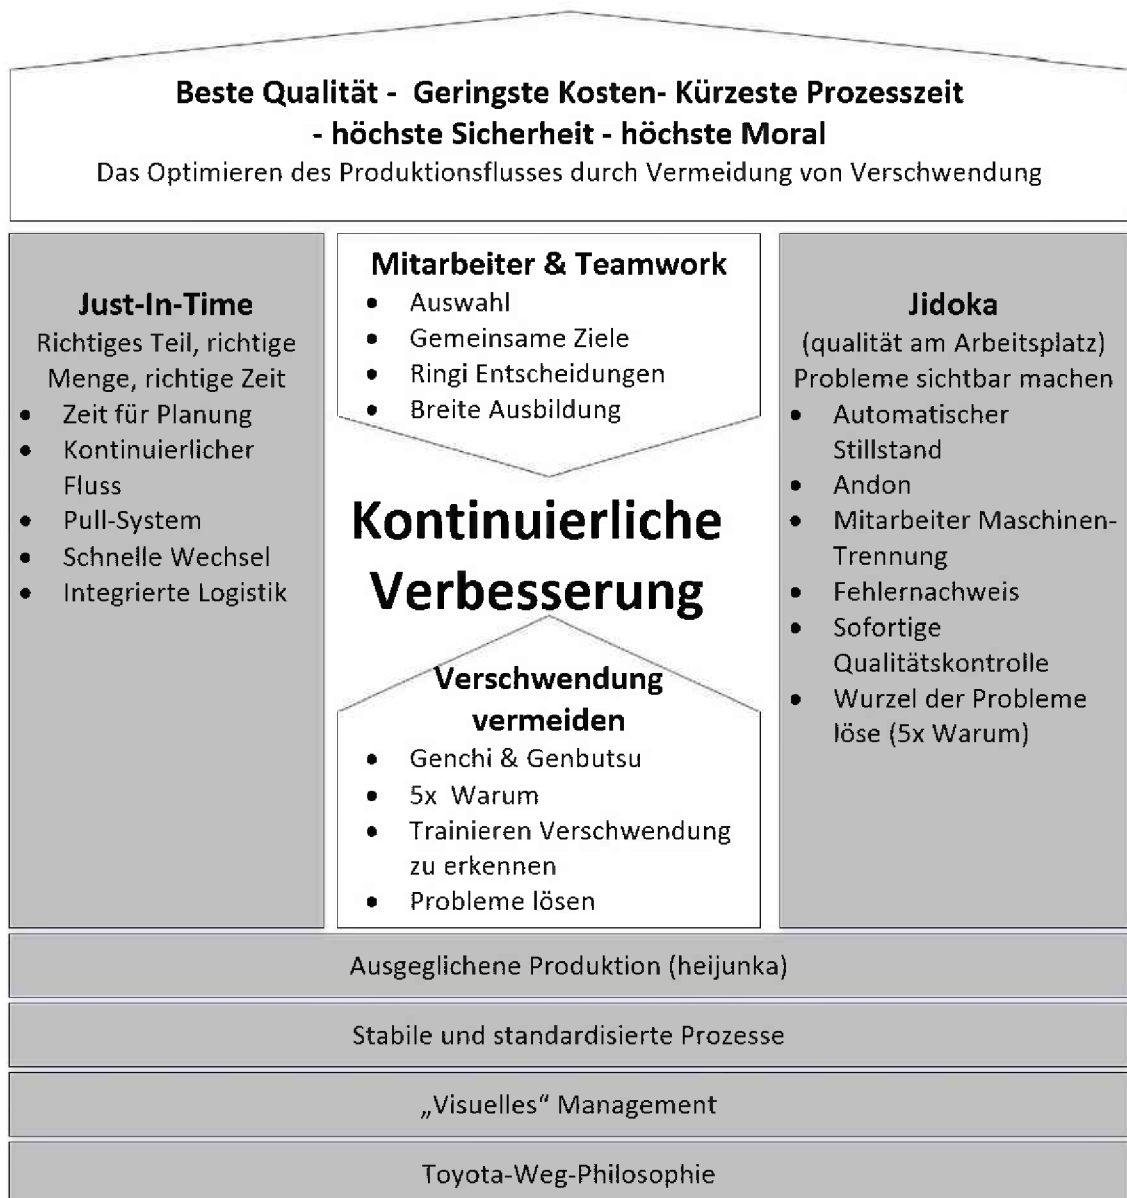 Beste Qualität - Geringste Kosten- Kürzeste Prozesszeit
- höchste Sicherheit - höchste Moral
Das Optimieren des Produktionsflusses durch Vermeidung von Verschwendung
Just-In-Time
Richtiges Teil, richtige
Menge, richtige Zeit
• Zeit für Planung
• Kontinuierlicher
Fluss
• Pull-System
• Schnelle Wechsel
• Integrierte Logistik
Mitarbeiter & Teamwork
• Auswahl
• Gemeinsame Ziele
• Ringi Entscheidungen
• Breite Ausbildung
Kontinuierliche
Verbesserung
Verschwendung
vermeiden
• Genchi & Genbutsu
• 5x Warum
• Trainieren Verschwendung
zu erkennen
• Probleme lösen
Jidoka
(qualität am Arbeitsplatz)
Probleme sichtbar machen
• Automatischer
Stillstand
• Andon
• Mitarbeiter Maschinen-
Trennung
• Fehlernachweis
• Sofortige
Qualitätskontrolle
• Wurzel der Probleme
löse (5x Warum)
Ausgeglichene Produktion (heijunka)
Stabile und standardisierte Prozesse
„Visuelles“ Management
Toyota-Weg-Philosophie